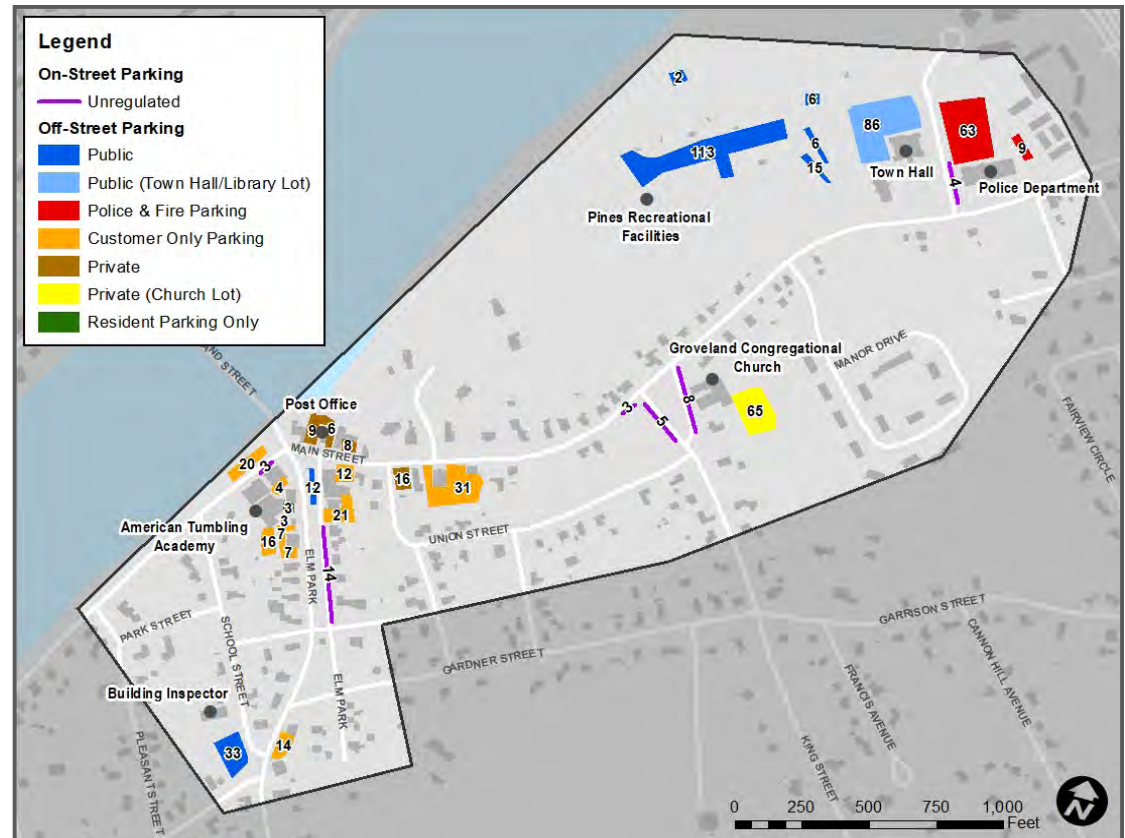 Legend
On-Street Parking
Unregulated
Off-Street Parking
Public
Public (Town Hall/Library Lot)
Police & Fire Parking
Customer Only Parking
Private
Private (Church Lot)
Resident Parking Only
2
6
86
63
113
6
9
15
Town Hall
4
Police Department
Pines Recreational
Facilities
MANOR DRIVE
Groveland Congregational
Church
FAIRVIEW CIRCLE
AND STREET
Post Office
3
8
5
65
9
6
8
MAIN STREET
20
3
12
12
16
31
4
3
21
American Tumbling
Academy
3
7
16
7
UNION STREET
14
ELM PARK
PARK STREET
SCHOOL STREET
GARRISON STREET
GARDNER STREET
CANNON HILL AVENUE
FRANCIS AVENUE
Building Inspector
ELM PARK
33
14
PLEASANT STREET
KING STREET
0 250 500 750 1,000
Feet
N